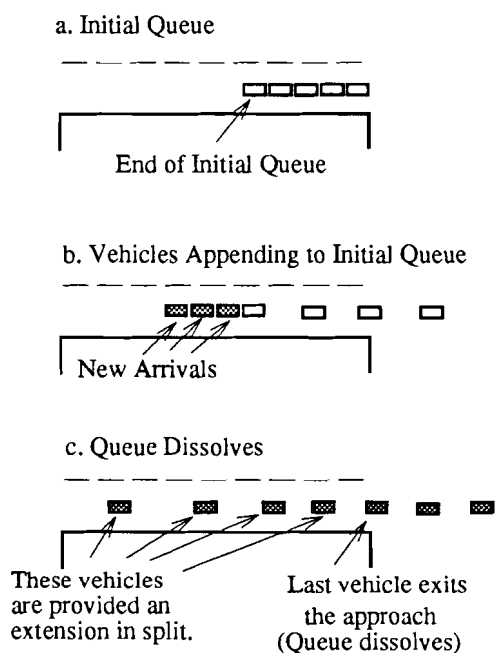 a. Initial Queue
End of Initial Queue
b. Vehicles Appending to Initial Queue
New Arrivals
c. Queue Dissolves
These vehicles
are provided an
extension in split.
Last vehicle exits
the approach
(Queue dissolves)